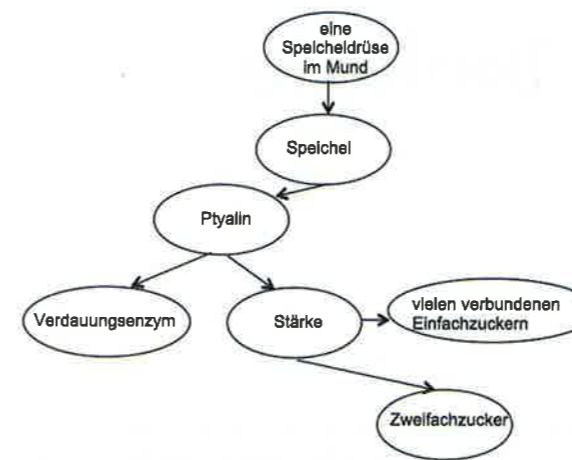 eine
Speicheldrüse
im Mund
Speichel
Ptyalin
Verdauungsenzym
Stärke
vielen verbundenen
Einfachzuckern
Zweifachzucker